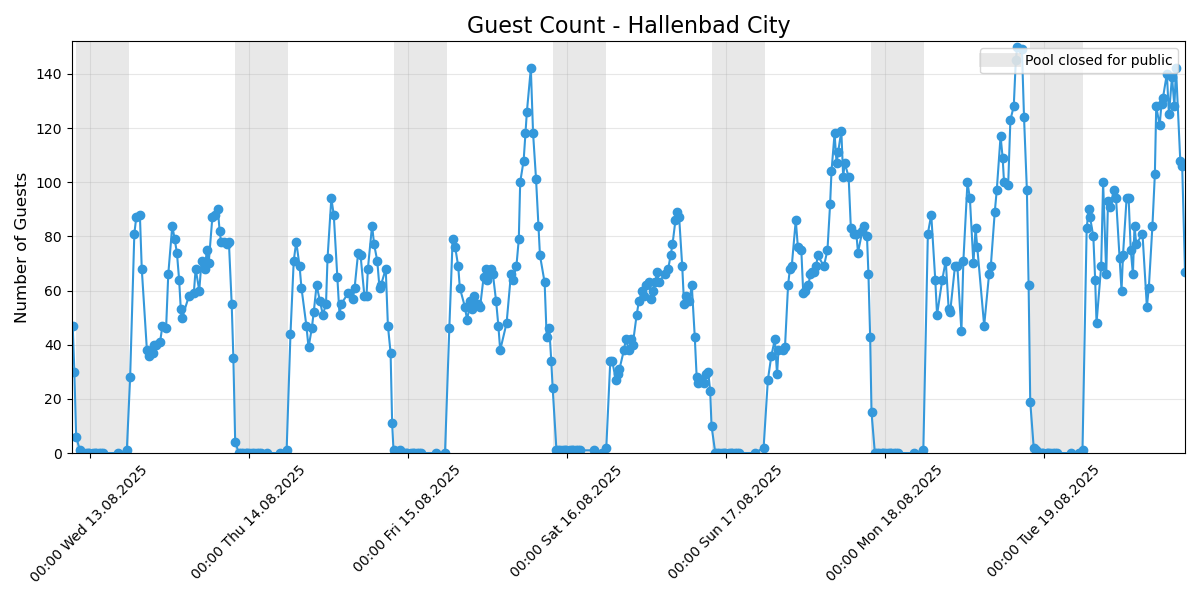 Guest Count - Hallenbad City
Pool closed for public
Number of Guests
140
120
100
80
60
40
20
0
00:00 Wed 13.08.2025
00:00 Thu 14.08.2025
00:00 Fri 15.08.2025
00:00 Sat 16.08.2025
00:00 Sun 17.08.2025
00:00 Mon 18.08.2025
00:00 Tue 19.08.2025